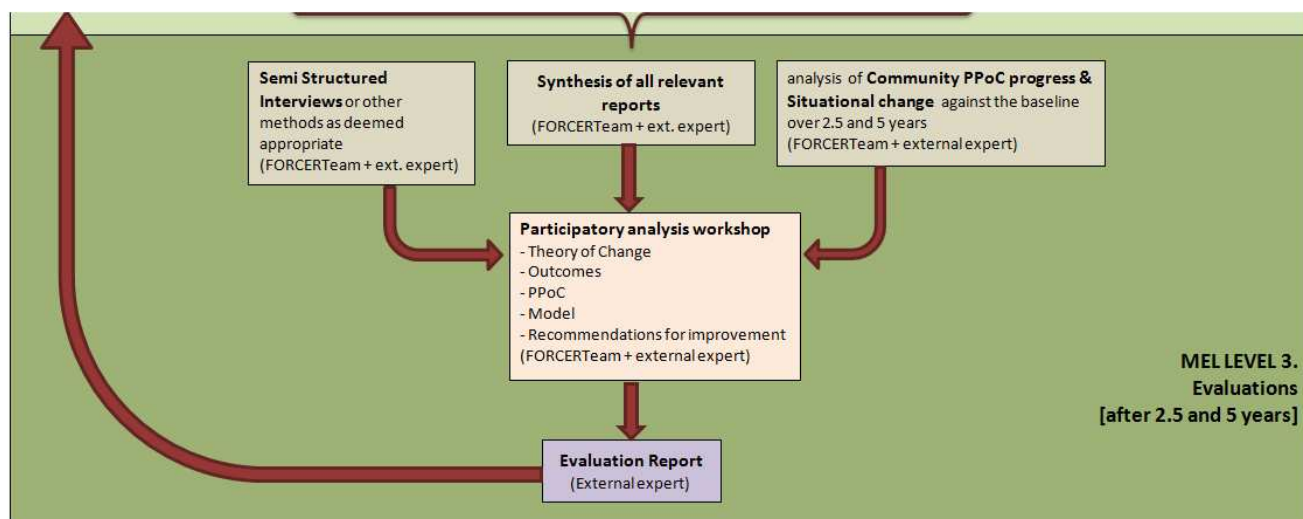 Semi Structured
Interviews or other
methods as deemed
appropriate
(FORCERTeam + ext. expert)
Synthesis of all relevant
reports
(FORCERTeam + ext. expert)
analysis of Community PPoC progress &
Situational change against the baseline
over 2.5 and 5 years
(FORCERTeam + external expert)
Participatory analysis workshop
- Theory of Change
- Outcomes
- PPoC
- Model
- Recommendations for improvement
(FORCERTeam + external expert)
MEL LEVEL 3.
Evaluations
[after 2.5 and 5 years]
Evaluation Report
(External expert)